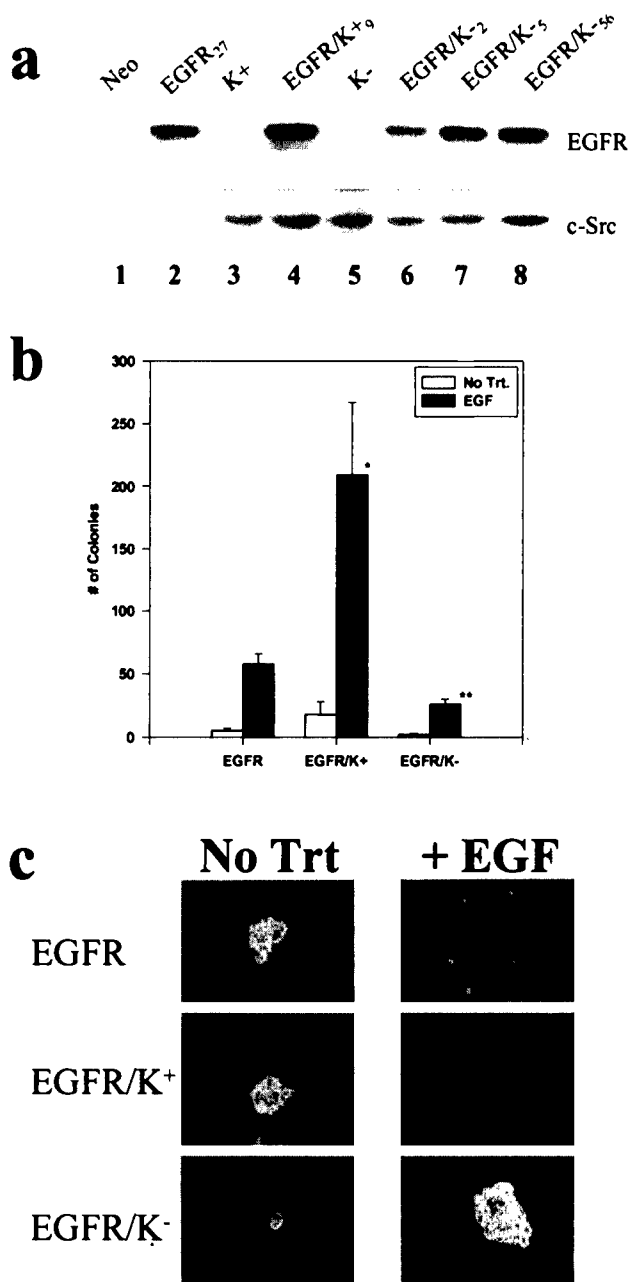 a
Neo EGFR27 K+ EGFR/K+9 K- EGFR/K-2 EGFR/K-5 EGFR/K-56
EGFR
c-Src
1 2 3 4 5 6 7 8
b
300
250
200
150
100
50
0
# of Colonies
No Trt.
EGF
*
**
EGFR EGFR/K+ EGFR/K-
c
No Trt + EGF
EGFR
EGFR/K+
EGFR/K-